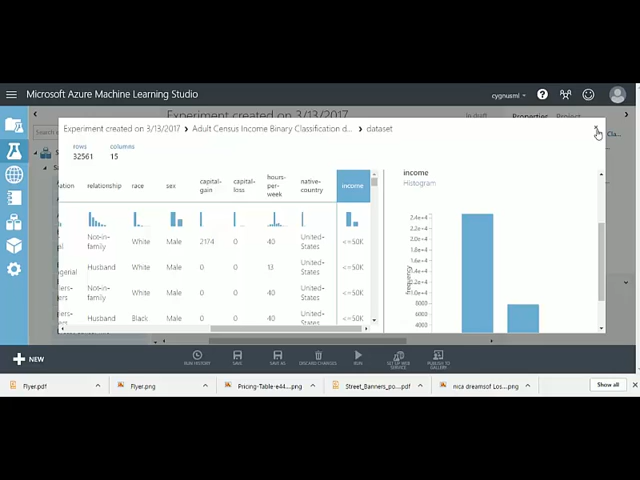 Microsoft Azure Machine Learning Studio
cygnusml
Experiment created on 3/13/2017
In draft
Properties Project
Experiment created on 3/13/2017 > Adult Census Income Binary Classification d... > dataset
rows
32561
columns
15
relationship race sex capital-gain capital-loss hours-per-week native-country income
Not-in-family White Male 2174 0 40 United-States <=50K
Husband White Male 0 0 13 United-States <=50K
Not-in-family White Male 0 0 40 United-States <=50K
Husband Black Male 0 0 40 United-States <=50K
income
Histogram
frequency
2.4e+4
2.2e+4
2e+4
1.8e+4
1.6e+4
1.4e+4
1.2e+4
1e+4
8000
6000
4000
NEW
RUN HISTORY
SAVE
SAVE AS
DISCARD CHANGES
RUN
SET UP WEB SERVICE
PUBLISH TO GALLERY
Flyer.pdf
Flyer.png
Pricing-Table-e44....png
Street_Banners_po....pdf
nica dreamsof Los....png
Show all